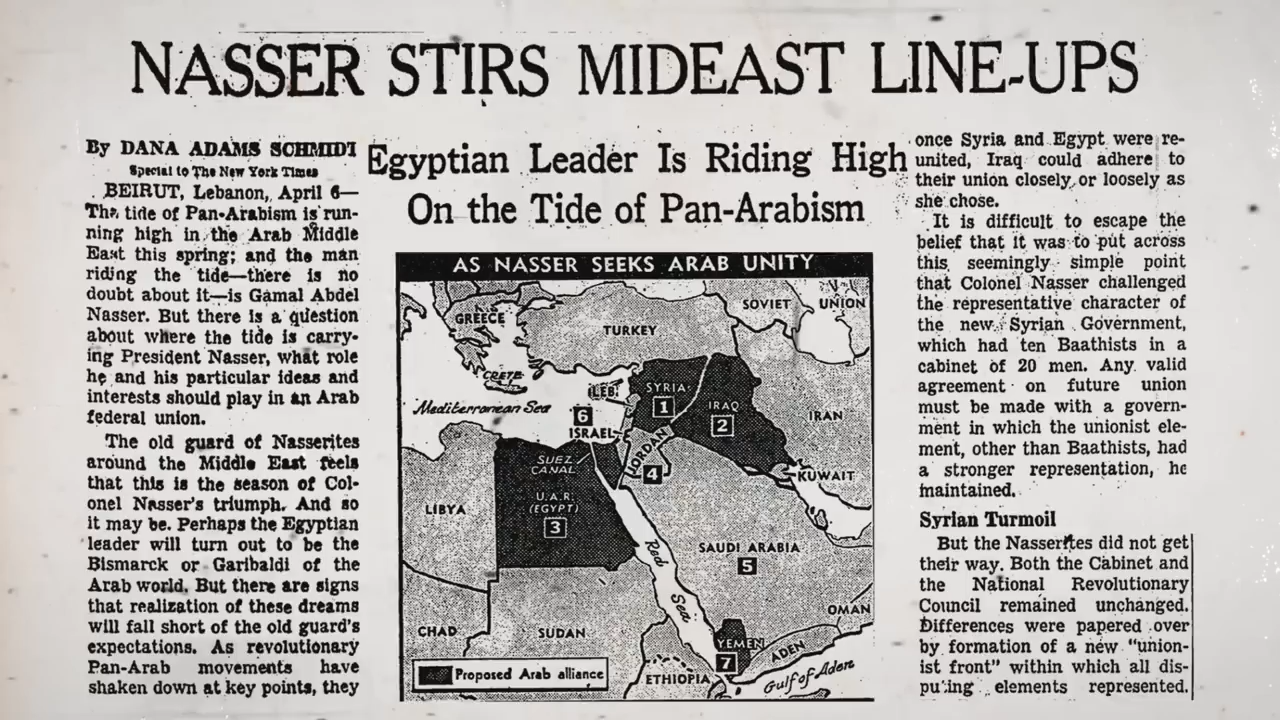 NASSER STIRS MIDEAST LINE-UPS
By DANA ADAMS SCHMIDT
Special to The New York Times
BEIRUT, Lebanon, April 6—
The tide of Pan-Arabism is run-
ning high in the Arab Middle
East this spring; and the man
riding the tide—there is no
doubt about it—is Gamal Abdel
Nasser. But there is a question
about where the tide is carry-
ing President Nasser, what role
he and his particular ideas and
interests should play in an Arab
federal union.
The old guard of Nasserites
around the Middle East feels
that this is the season of Col-
onel Nasser's triumph. And so
it may be. Perhaps the Egyptian
leader will turn out to be the
Bismarck or Garibaldi of the
Arab world. But there are signs
that realization of these dreams
will fall short of the old guard's
expectations. As revolutionary
Pan-Arab movements have
shaken down at key points, they
Egyptian Leader Is Riding High
On the Tide of Pan-Arabism
AS NASSER SEEKS ARAB UNITY
SOVIET UNION
GREECE
TURKEY
CRETE
LEB.
SYRIA
1
IRAQ
2
IRAN
Mediterranean Sea
6
ISRAEL
JORDAN
4
SUEZ
CANAL
KUWAIT
U.A.R.
(EGYPT)
3
LIBYA
Red Sea
SAUDI ARABIA
5
OMAN
CHAD
SUDAN
YEMEN
7
ADEN
ETHIOPIA
Gulf of Aden
Proposed Arab alliance
once Syria and Egypt were re-
united, Iraq could adhere to
their union closely or loosely as
she chose.
It is difficult to escape the
belief that it was to put across
this seemingly simple point
that Colonel Nasser challenged
the representative character of
the new Syrian Government,
which had ten Baathists in a
cabinet of 20 men. Any valid
agreement on future union
must be made with a govern-
ment in which the unionist ele-
ment, other than Baathists, had
a stronger representation, he
maintained.
Syrian Turmoil
But the Nasserites did not get
their way. Both the Cabinet and
the National Revolutionary
Council remained unchanged.
Differences were papered over
by formation of a new "union-
ist front" within which all dis-
puting elements represented.